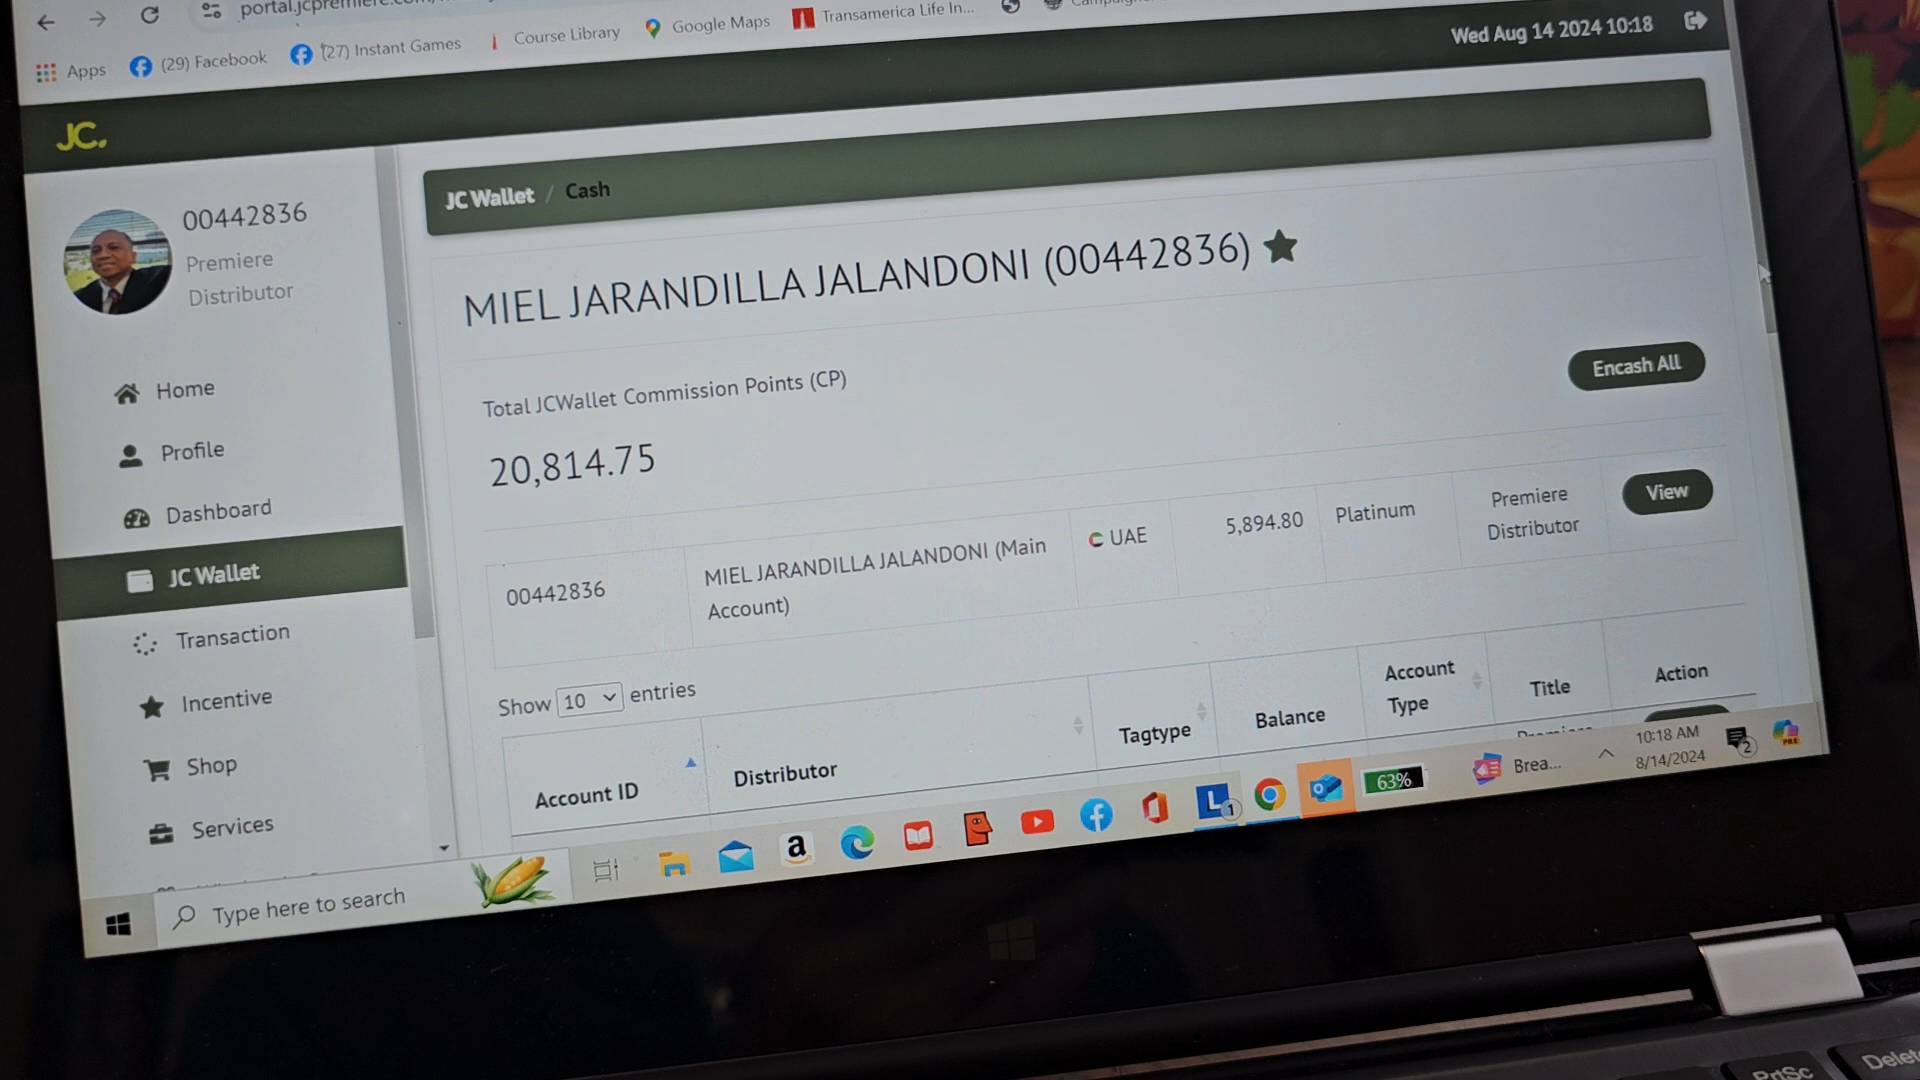 Apps
(29) Facebook
(27) Instant Games
Course Library
Google Maps
Transamerica Life In...
Wed Aug 14 2024 10:18
JC.
00442836
Premiere
Distributor
Home
Profile
Dashboard
JC Wallet
Transaction
Incentive
Shop
Services
JC Wallet / Cash
MIEL JARANDILLA JALANDONI (00442836)
Total JCWallet Commission Points (CP)
Encash All
20,814.75
00442836
MIEL JARANDILLA JALANDONI (Main
Account)
UAE
5,894.80
Platinum
Premiere
Distributor
View
Show 10 entries
Account ID
Distributor
Tagtype
Balance
Account
Type
Title
Action
Type here to search
a
L
1
63%
Brea...
10:18 AM
8/14/2024
2
PRE
PrtSc